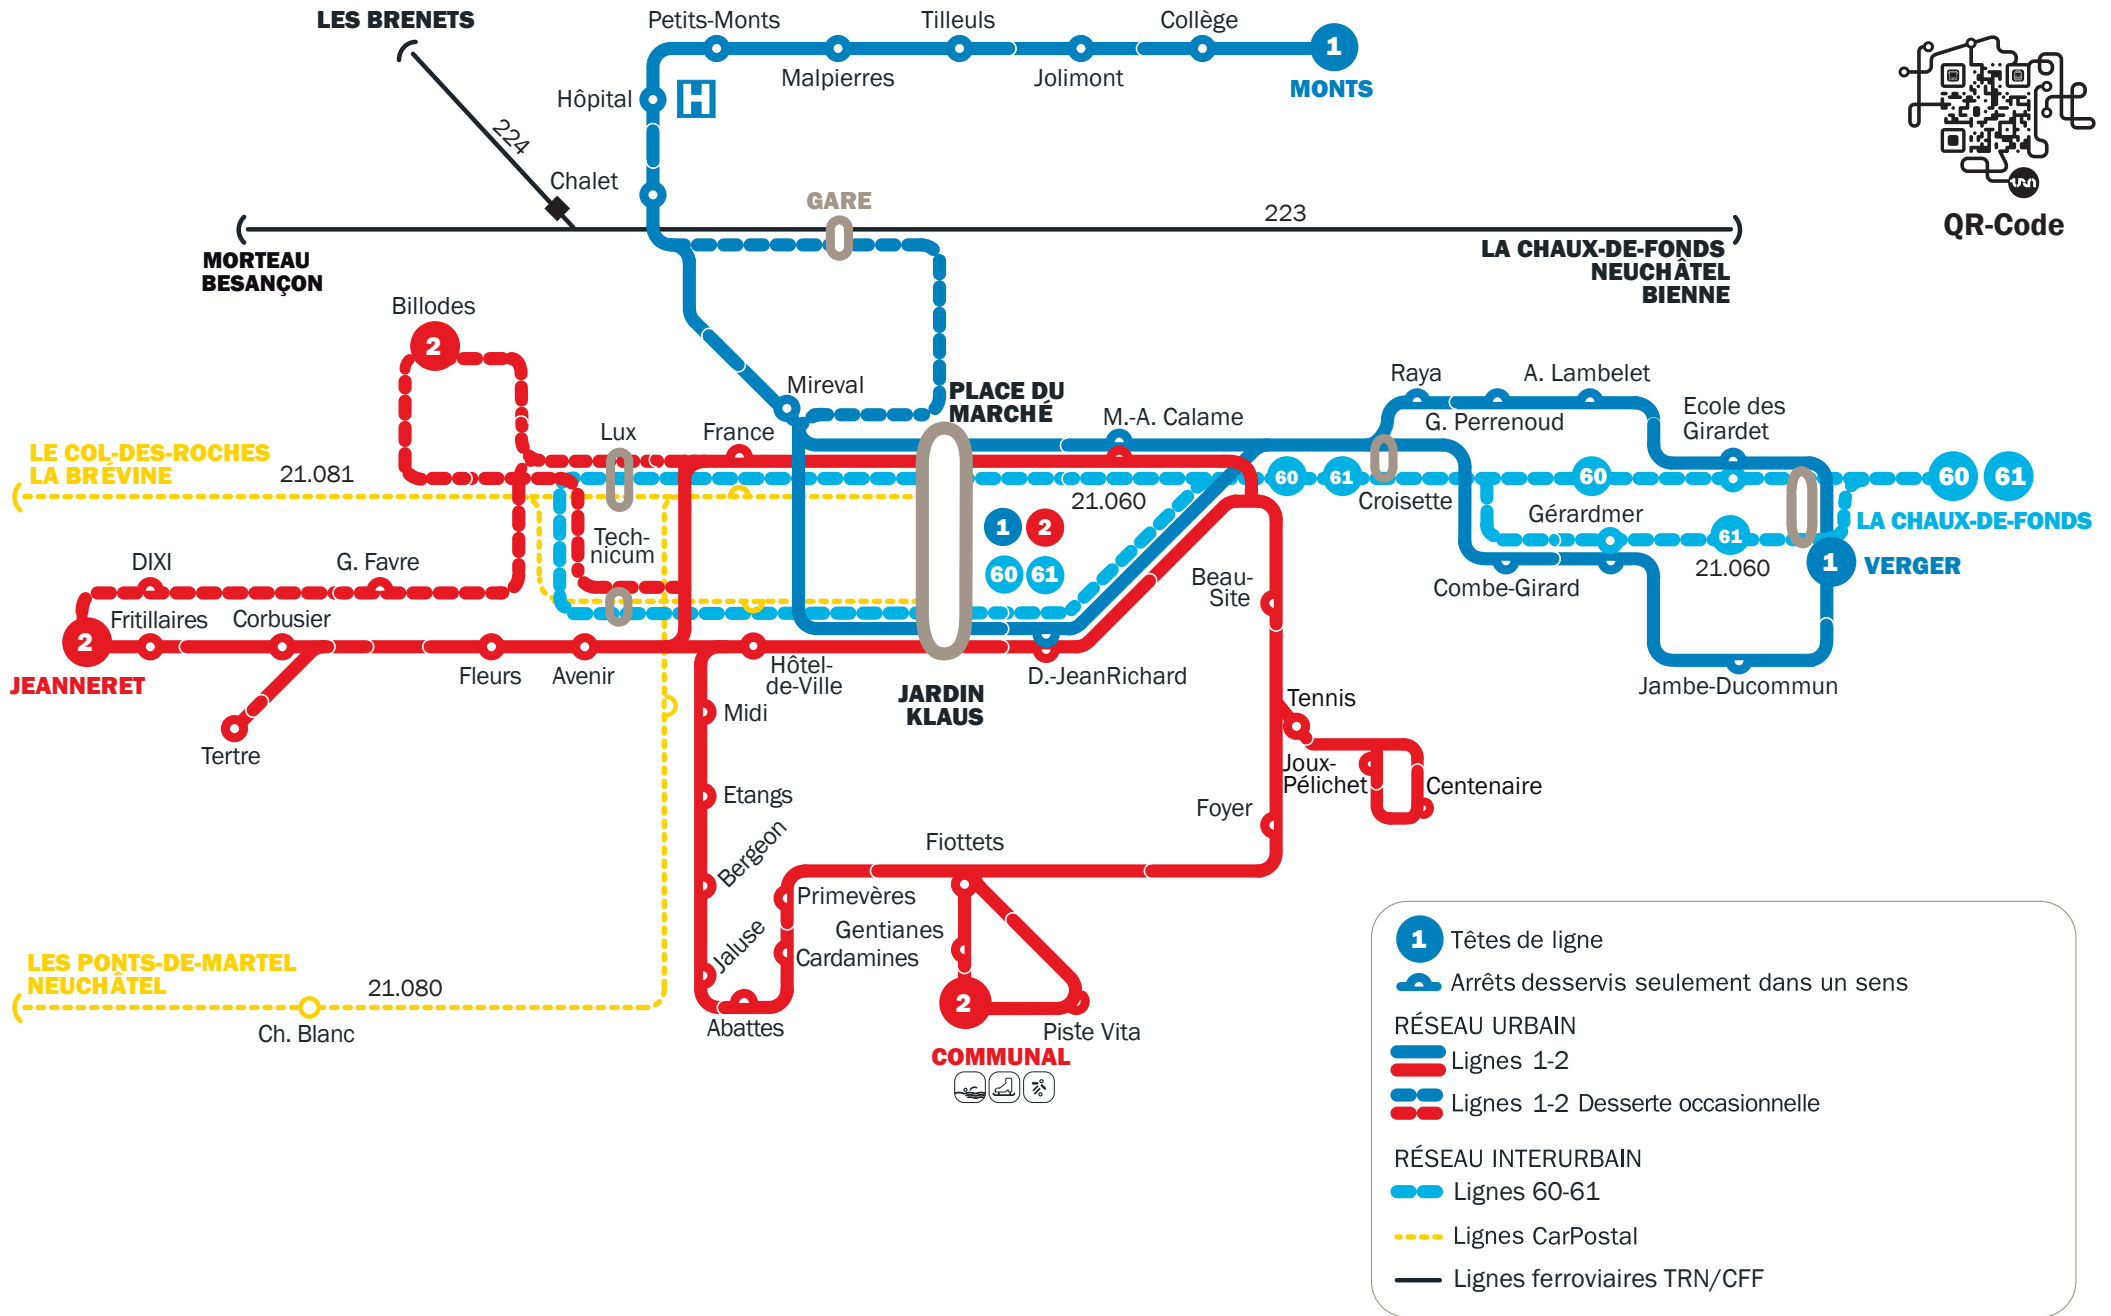 LES BRENETS
Petits-Monts
Tilleuls
Collège
1
Malpierres
Jolimont
MONTS
Hôpital
H
224
Chalet
GARE
223
QR-Code
MORTEAU
BESANÇON
LA CHAUX-DE-FONDS
NEUCHÂTEL
BIENNE
Billodes
2
Mireval
PLACE DU
MARCHÉ
M.-A. Calame
Raya
A. Lambelet
G. Perrenoud
Ecole des
Girardet
Lux
France
LE COL-DES-ROCHES
LA BRÉVINE
21.081
21.060
60
61
Croisette
60
60
61
LA CHAUX-DE-FONDS
Gérardmer
61
21.060
1
2
60
61
Tech-
nicum
DIXI
G. Favre
Beau-
Site
Combe-Girard
1
VERGER
Fritillaires
Corbusier
2
JEANNERET
Fleurs
Avenir
Hôtel-
de-Ville
D.-JeanRichard
Jambe-Ducommun
JARDIN
KLAUS
Midi
Tennis
Tertre
Joux-
Pélichet
Centenaire
Etangs
Foyer
Bergeon
Fiottets
Primevères
Gentianes
Jaluse
Cardamines
LES PONTS-DE-MARTEL
NEUCHÂTEL
21.080
2
Ch. Blanc
Abattes
Piste Vita
COMMUNAL
1
Têtes de ligne
Arrêts desservis seulement dans un sens
RÉSEAU URBAIN
Lignes 1-2
Lignes 1-2 Desserte occasionnelle
RÉSEAU INTERURBAIN
Lignes 60-61
Lignes CarPostal
Lignes ferroviaires TRN/CFF